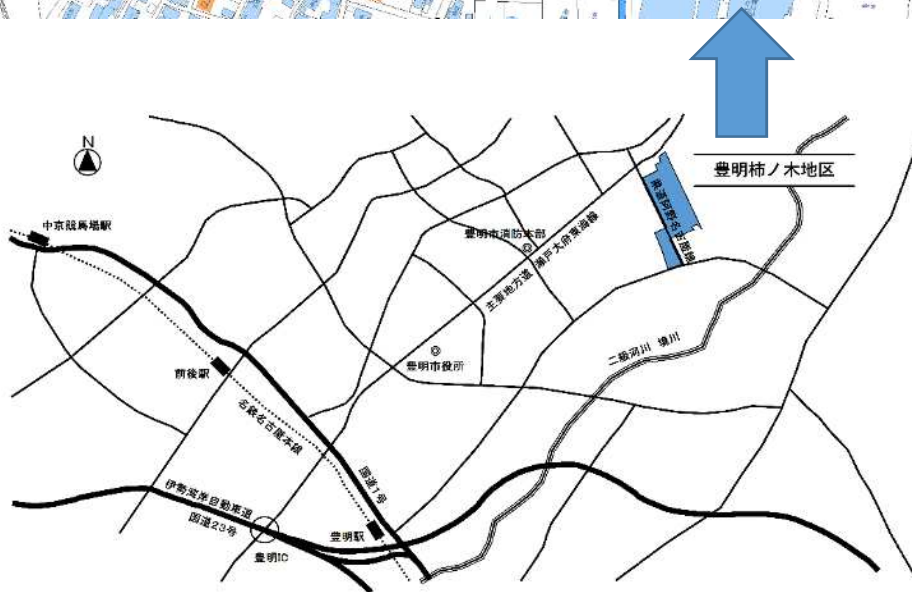 N
豊明柿ノ木地区
中京競馬場駅
豊明市消防本部
主要地方道 瀬戸大府東海線
二級河川 境川
豊明市役所
前後駅
名鉄名古屋本線
国道1号
伊勢湾岸自動車道
国道23号
豊明駅
豊明IC